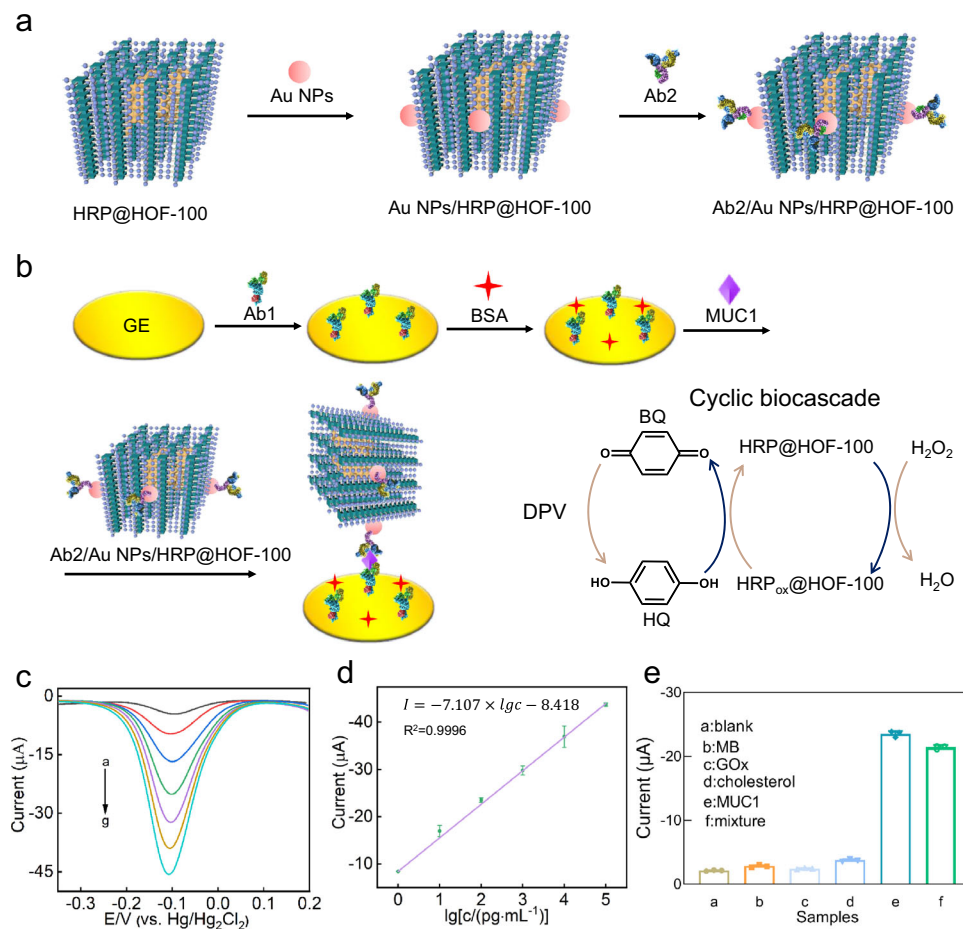 a
Au NPs
Ab2
HRP@HOF-100
Au NPs/HRP@HOF-100
Ab2/Au NPs/HRP@HOF-100
b
GE
Ab1
BSA
MUC1
Ab2/Au NPs/HRP@HOF-100
Cyclic biocascade
BQ
O
O
HRP@HOF-100
H₂O₂
DPV
HO
OH
HQ
HRPox@HOF-100
H₂O
c
0
-15
-30
-45
Current (μA)
a
g
-0.3 -0.2 -0.1 0.0 0.1 0.2
E/V (vs. Hg/Hg₂Cl₂)
d
I = −7.107 × lgc − 8.418
R²=0.9996
-40
-30
-20
-10
Current (μA)
0 1 2 3 4 5
lg[c/(pg·mL⁻¹)]
e
-30
-20
-10
0
Current (μA)
a:blank
b:MB
c:GOx
d:cholesterol
e:MUC1
f:mixture
a b c d e f
Samples